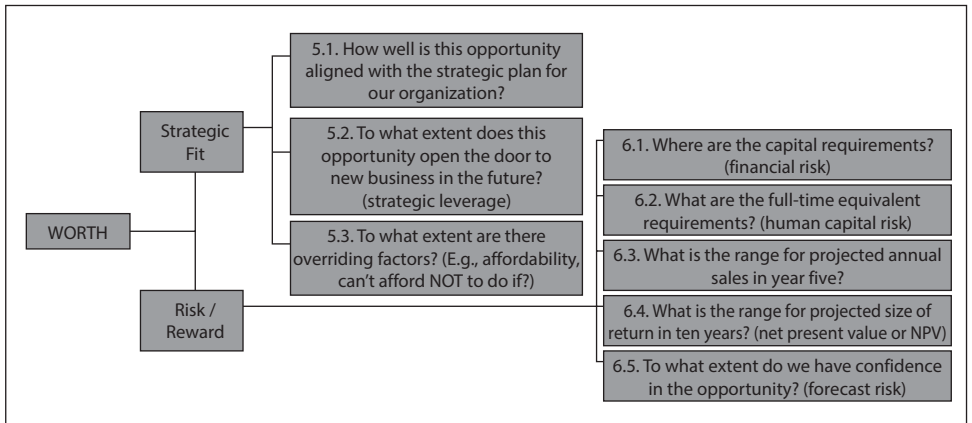 WORTH
Strategic
Fit
5.1. How well is this opportunity
aligned with the strategic plan for
our organization?
5.2. To what extent does this
opportunity open the door to
new business in the future?
(strategic leverage)
5.3. To what extent are there
overriding factors? (E.g., affordability,
can't afford NOT to do if?)
Risk /
Reward
6.1. Where are the capital requirements?
(financial risk)
6.2. What are the full-time equivalent
requirements? (human capital risk)
6.3. What is the range for projected annual
sales in year five?
6.4. What is the range for projected size of
return in ten years? (net present value or NPV)
6.5. To what extent do we have confidence
in the opportunity? (forecast risk)